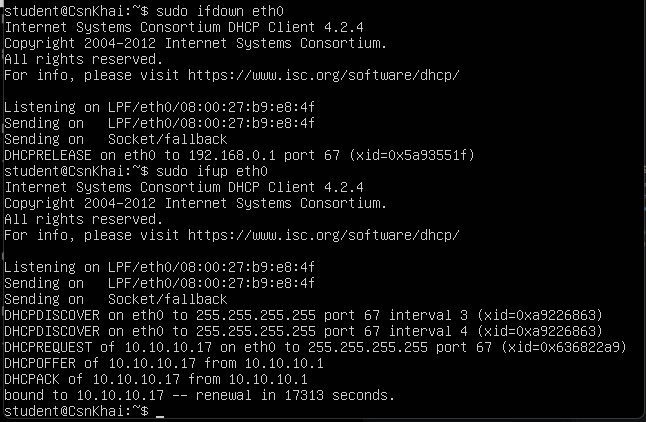 student@CsnKhai:~$ sudo ifdown eth0
Internet Systems Consortium DHCP Client 4.2.4
Copyright 2004-2012 Internet Systems Consortium.
All rights reserved.
For info, please visit https://www.isc.org/software/dhcp/
Listening on LPF/eth0/08:00:27:b9:e8:4f
Sending on   LPF/eth0/08:00:27:b9:e8:4f
Sending on   Socket/fallback
DHCPRELEASE on eth0 to 192.168.0.1 port 67 (xid=0x5a93551f)
student@CsnKhai:~$ sudo ifup eth0
Internet Systems Consortium DHCP Client 4.2.4
Copyright 2004-2012 Internet Systems Consortium.
All rights reserved.
For info, please visit https://www.isc.org/software/dhcp/
Listening on LPF/eth0/08:00:27:b9:e8:4f
Sending on   LPF/eth0/08:00:27:b9:e8:4f
Sending on   Socket/fallback
DHCPDISCOVER on eth0 to 255.255.255.255 port 67 interval 3 (xid=0xa9226863)
DHCPDISCOVER on eth0 to 255.255.255.255 port 67 interval 4 (xid=0xa9226863)
DHCPREQUEST of 10.10.10.17 on eth0 to 255.255.255.255 port 67 (xid=0x636822a9)
DHCPOFFER of 10.10.10.17 from 10.10.10.1
DHCPACK of 10.10.10.17 from 10.10.10.1
bound to 10.10.10.17 -- renewal in 17313 seconds.
student@CsnKhai:~$ _